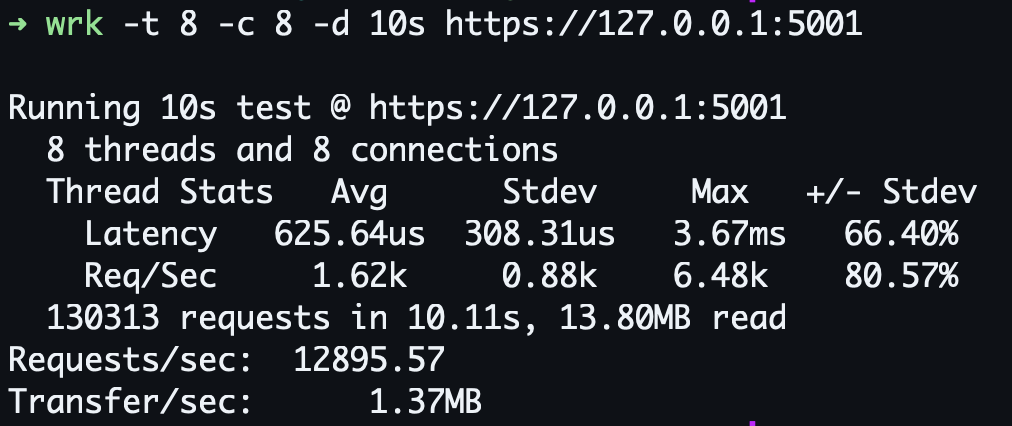 → wrk -t 8 -c 8 -d 10s https://127.0.0.1:5001
Running 10s test @ https://127.0.0.1:5001
  8 threads and 8 connections
  Thread Stats   Avg      Stdev     Max   +/- Stdev
    Latency   625.64us  308.31us   3.67ms   66.40%
    Req/Sec     1.62k     0.88k    6.48k    80.57%
  130313 requests in 10.11s, 13.80MB read
Requests/sec:  12895.57
Transfer/sec:      1.37MB